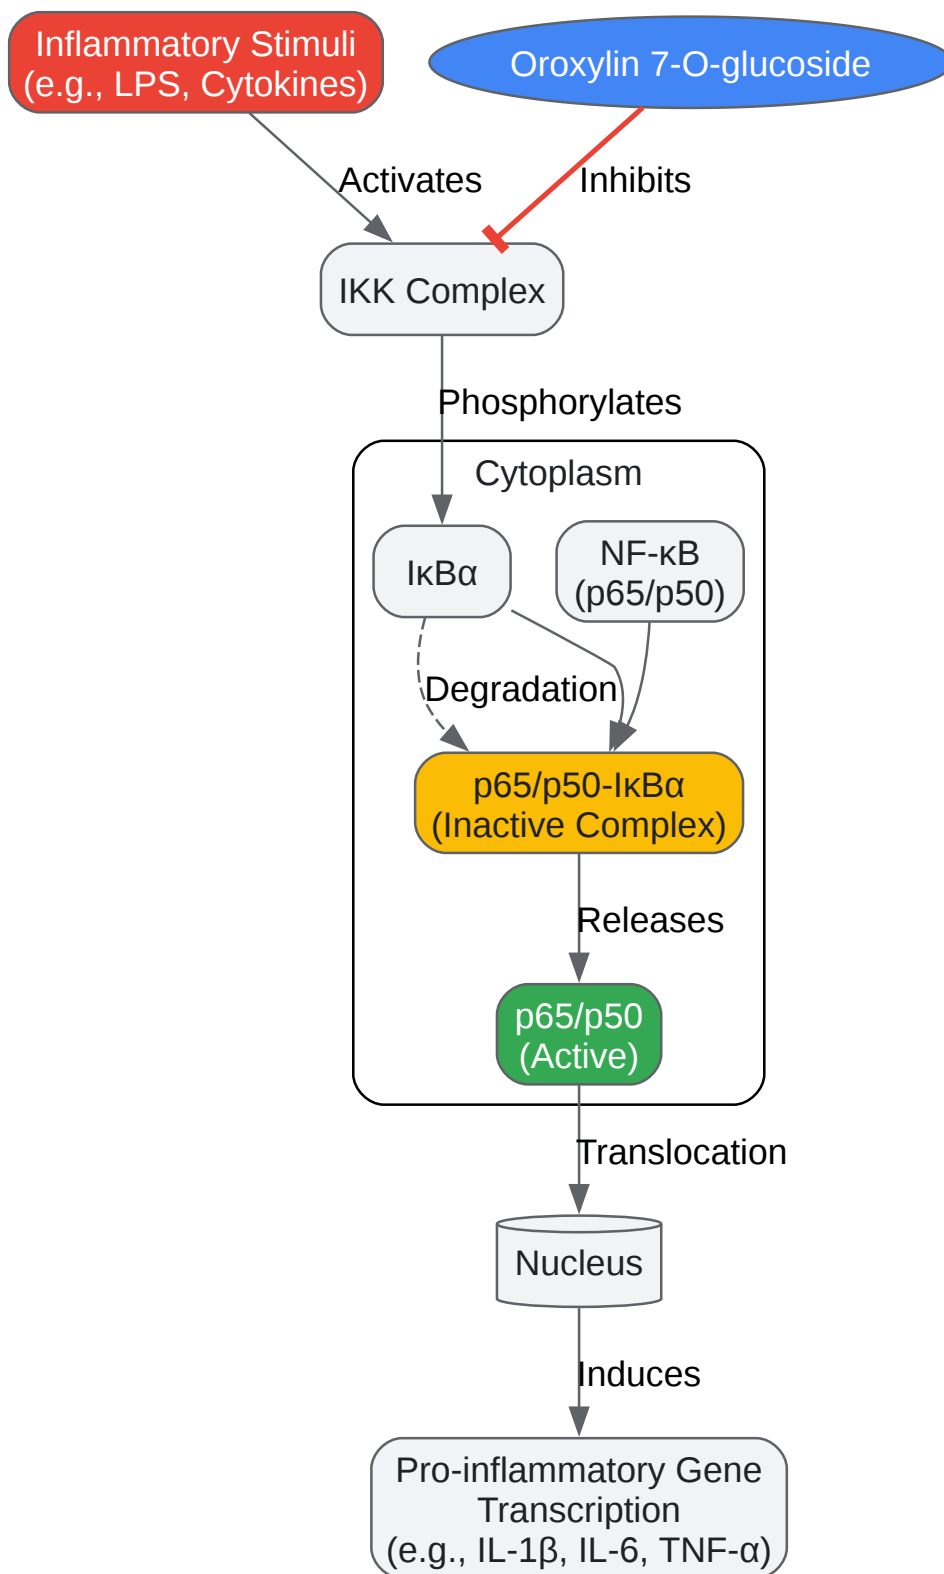 Inflammatory Stimuli
(e.g., LPS, Cytokines)
Oroxylin 7-O-glucoside
Activates
Inhibits
IKK Complex
Phosphorylates
Cytoplasm
IκBα
NF-κB
(p65/p50)
Degradation
p65/p50-IκBα
(Inactive Complex)
Releases
p65/p50
(Active)
Translocation
Nucleus
Induces
Pro-inflammatory Gene
Transcription
(e.g., IL-1β, IL-6, TNF-α)